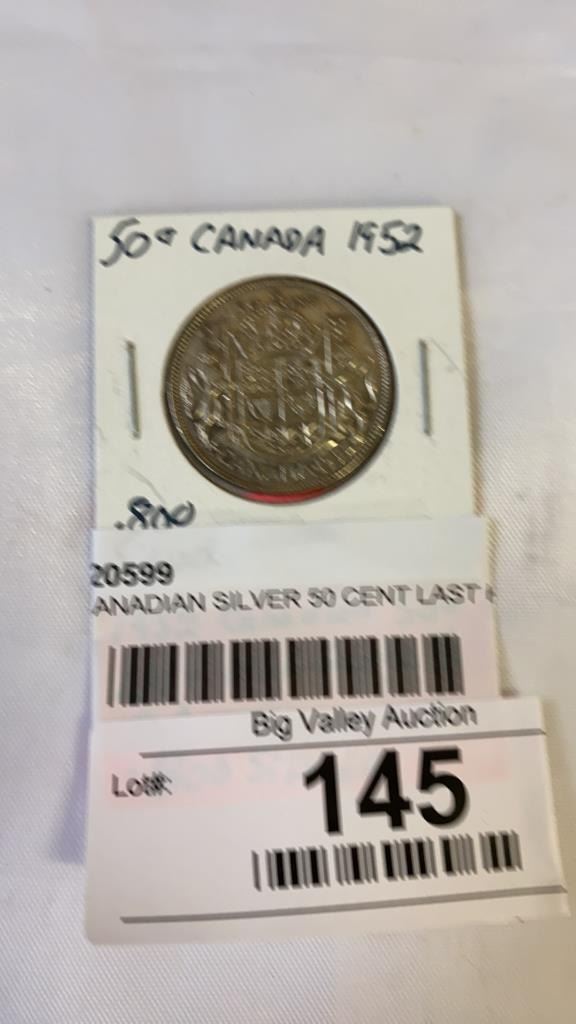 50¢ CANADA 1952
.800
20599
ANADIAN SILVER 50 CENT LAST
Big Valley Auction
Lot#:
145